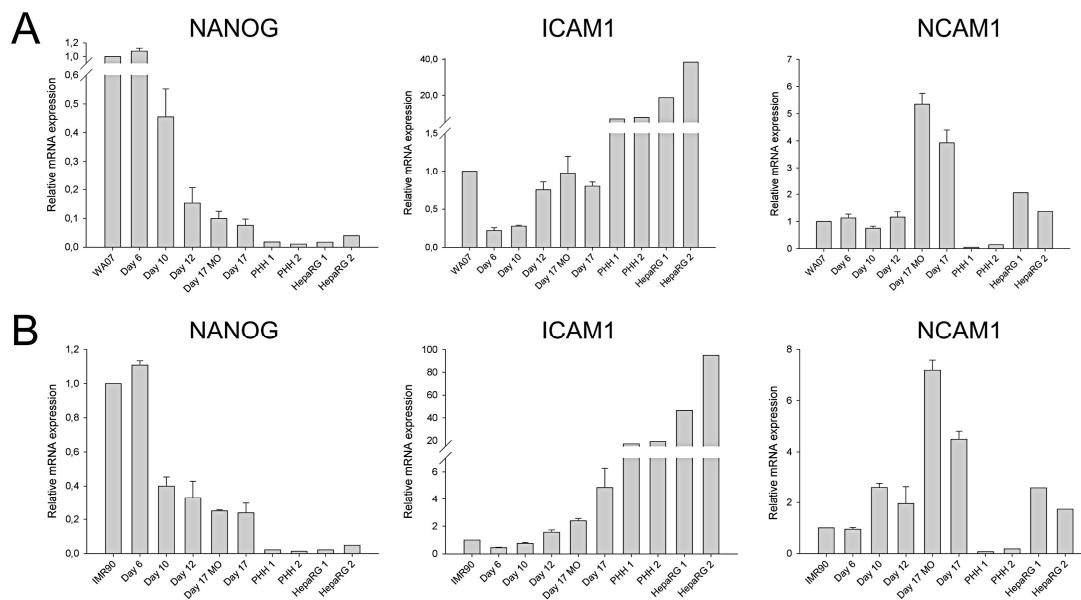 A
NANOG
Relative mRNA expression
1,2
1,0
0,6
0,5
0,4
0,3
0,2
0,1
0,0
WA07
Day 6
Day 10
Day 12
Day 17 MO
Day 17
PHH 1
PHH 2
HepaRG 1
HepaRG 2
ICAM1
Relative mRNA expression
40,0
20,0
1,5
1,0
0,5
0,0
WA07
Day 6
Day 10
Day 12
Day 17 MO
Day 17
PHH 1
PHH 2
HepaRG 1
HepaRG 2
NCAM1
Relative mRNA expression
7
6
5
4
3
2
1
0
WA07
Day 6
Day 10
Day 12
Day 17 MO
Day 17
PHH 1
PHH 2
HepaRG 1
HepaRG 2
B
NANOG
Relative mRNA expression
1,2
1,0
0,8
0,6
0,4
0,2
0,0
IMR90
Day 6
Day 10
Day 12
Day 17 MO
Day 17
PHH 1
PHH 2
HepaRG 1
HepaRG 2
ICAM1
Relative mRNA expression
100
80
60
40
20
6
4
2
0
IMR90
Day 6
Day 10
Day 12
Day 17 MO
Day 17
PHH 1
PHH 2
HepaRG 1
HepaRG 2
NCAM1
Relative mRNA expression
8
6
4
2
0
IMR90
Day 6
Day 10
Day 12
Day 17 MO
Day 17
PHH 1
PHH 2
HepaRG 1
HepaRG 2